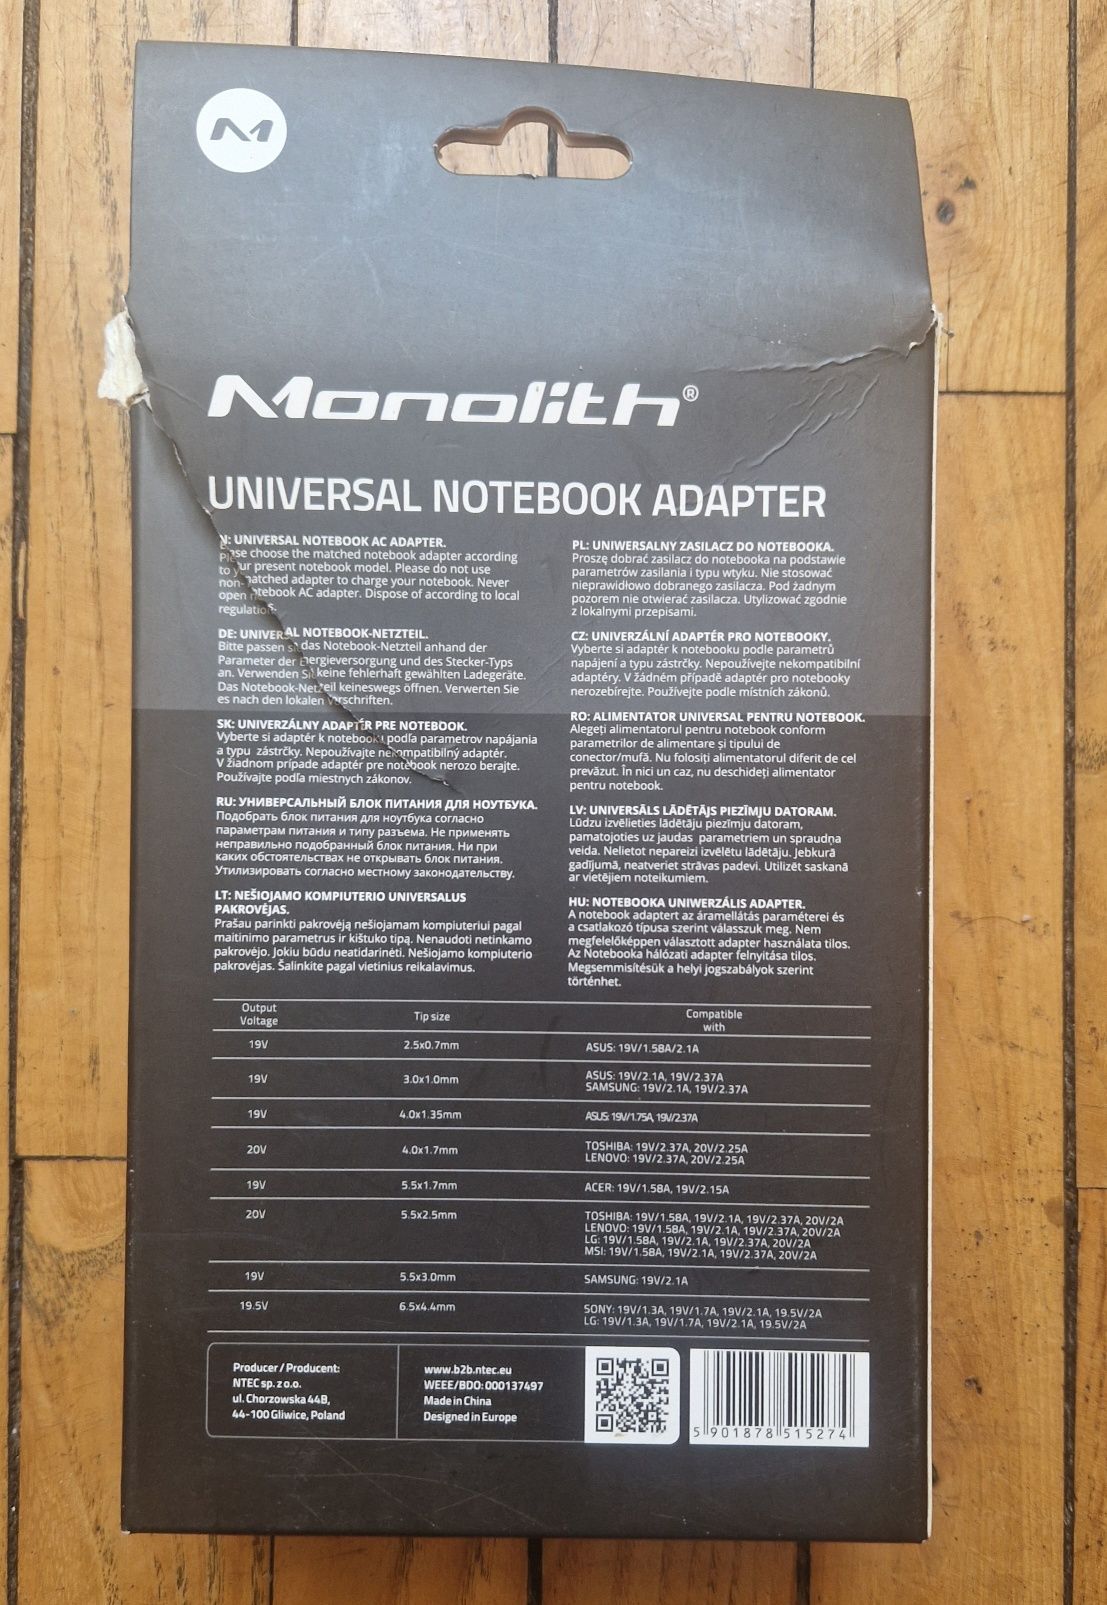 Monolith®
UNIVERSAL NOTEBOOK ADAPTER
N: UNIVERSAL NOTEBOOK AC ADAPTER.
Please choose the matched notebook adapter according
to your present notebook model. Please do not use
non-matched adapter to charge your notebook. Never
open notebook AC adapter. Dispose of according to local
regulations.
DE: UNIVERSAL NOTEBOOK-NETZTEIL.
Bitte passen sie das Notebook-Netzteil anhand der
Parameter der Energieversorgung und des Stecker-Typs
an. Verwenden Sie keine fehlerhaft gewählten Ladegeräte.
Das Notebook-Netzteil keineswegs öffnen. Verwerten Sie
es nach den lokalen Vorschriften.
SK: UNIVERZÁLNY ADAPTÉR PRE NOTEBOOK.
Vyberte si adaptér k notebooku podľa parametrov napájania
a typu zástrčky. Nepoužívajte nekompatibilný adaptér.
V žiadnom prípade adaptér pre notebook nerozo berajte.
Používajte podľa miestnych zákonov.
RU: УНИВЕРСАЛЬНЫЙ БЛОК ПИТАНИЯ ДЛЯ НОУТБУКА.
Подобрать блок питания для ноутбука согласно
параметрам питания и типу разъема. Не применять
неправильно подобранный блок питания. Ни при
каких обстоятельствах не открывать блок питания.
Утилизировать согласно местному законодательству.
LT: NEŠIOJAMO KOMPIUTERIO UNIVERSALUS
PAKROVĖJAS.
Prašau parinkti pakrovėją nešiojamam kompiuteriui pagal
maitinimo parametrus ir kištuko tipą. Nenaudoti netinkamo
pakrovėjo. Jokiu būdu neatidarinėti. Nešiojamo kompiuterio
pakrovėjas. Šalinkite pagal vietinius reikalavimus.
PL: UNIWERSALNY ZASILACZ DO NOTEBOOKA.
Proszę dobrać zasilacz do notebooka na podstawie
parametrów zasilania i typu wtyku. Nie stosować
nieprawidłowo dobranego zasilacza. Pod żadnym
pozorem nie otwierać zasilacza. Utylizować zgodnie
z lokalnymi przepisami.
CZ: UNIVERZÁLNÍ ADAPTÉR PRO NOTEBOOKY.
Vyberte si adaptér k notebooku podle parametrů
napájení a typu zástrčky. Nepoužívejte nekompatibilní
adaptéry. V žádném případě adaptér pro notebooky
nerozebírejte. Používejte podle místních zákonů.
RO: ALIMENTATOR UNIVERSAL PENTRU NOTEBOOK.
Alegeți alimentatorul pentru notebook conform
parametrilor de alimentare și tipului de
conector/mufă. Nu folosiți alimentatorul diferit de cel
prevăzut. În nici un caz, nu deschideți alimentator
pentru notebook.
LV: UNIVERSĀLS LĀDĒTĀJS PIEZĪMJU DATORAM.
Lūdzu izvēlieties lādētāju piezīmju datoram,
pamatojoties uz jaudas parametriem un spraudņa
veida. Nelietot nepareizi izvēlētu lādētāju. Jebkurā
gadījumā, neatveriet strāvas padevi. Utilizēt saskaņā
ar vietējiem noteikumiem.
HU: NOTEBOOKA UNIWERZÁLIS ADAPTER.
A notebook adaptert az áramellátás paraméterei és
a csatlakozó típusa szerint válasszuk meg. Nem
megfelelőképpen választott adapter használata tilos.
Az Notebooka hálózati adapter felnyitása tilos.
Megsemmisítésük a helyi jogszabályok szerint
történhet.
Output Voltage Tip size Compatible with
19V 2.5x0.7mm ASUS: 19V/1.58A/2.1A
19V 3.0x1.0mm ASUS: 19V/2.1A, 19V/2.37A
SAMSUNG: 19V/2.1A, 19V/2.37A
19V 4.0x1.35mm ASUS: 19V/1.75A, 19V/2.37A
20V 4.0x1.7mm TOSHIBA: 19V/2.37A, 20V/2.25A
LENOVO: 19V/2.37A, 20V/2.25A
19V 5.5x1.7mm ACER: 19V/1.58A, 19V/2.15A
20V 5.5x2.5mm TOSHIBA: 19V/1.58A, 19V/2.1A, 19V/2.37A, 20V/2A
LENOVO: 19V/1.58A, 19V/2.1A, 19V/2.37A, 20V/2A
LG: 19V/1.58A, 19V/2.1A, 19V/2.37A, 20V/2A
MSI: 19V/1.58A, 19V/2.1A, 19V/2.37A, 20V/2A
19V 5.5x3.0mm SAMSUNG: 19V/2.1A
19.5V 6.5x4.4mm SONY: 19V/1.3A, 19V/1.7A, 19V/2.1A, 19.5V/2A
LG: 19V/1.3A, 19V/1.7A, 19V/2.1A, 19.5V/2A
Producer / Producent:
NTEC sp. z o.o.
ul. Chorzowska 44B,
44-100 Gliwice, Poland
www.b2b.ntec.eu
WEEE/BDO: 000137497
Made in China
Designed in Europe
5 901878 515274